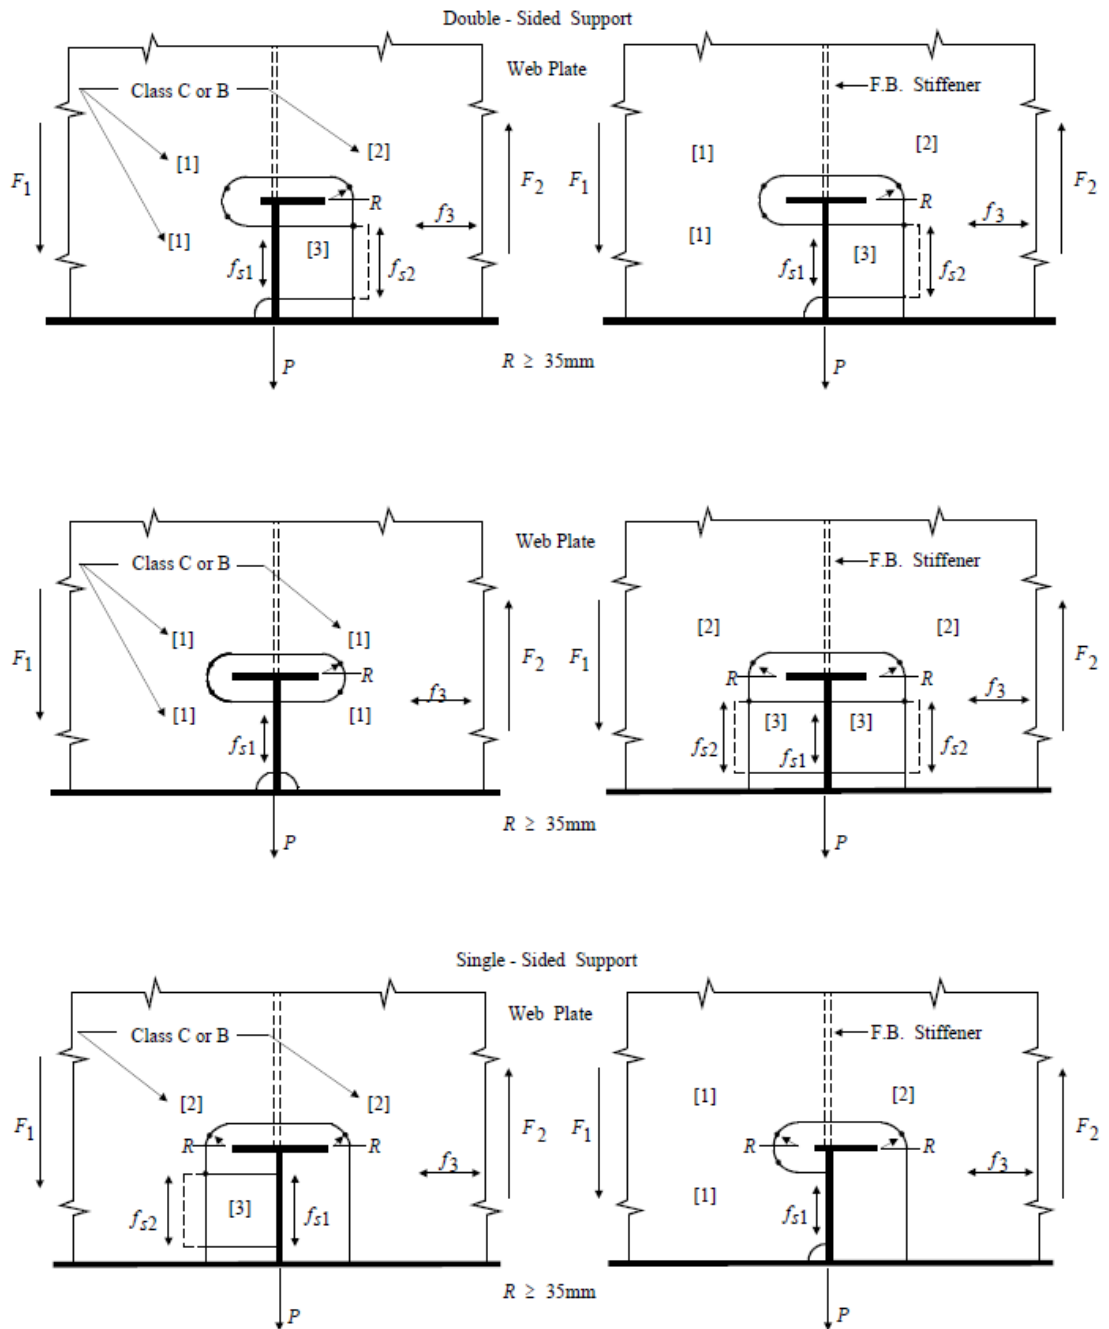 Double - Sided Support
Web Plate
Class C or B
F.B. Stiffener
[1]
[2]
[1]
[2]
F1
F2
F1
F2
R
R
f3
f3
[1]
[3]
[1]
[3]
fs1
fs2
fs1
fs2
P
R ≥ 35mm
P
Web Plate
Class C or B
F.B. Stiffener
[1]
[1]
[2]
[2]
F1
F2
F1
F2
R
R
R
f3
f3
[1]
[1]
[3]
[3]
fs1
fs2
fs1
fs2
P
R ≥ 35mm
P
Single - Sided Support
Web Plate
Class C or B
F.B. Stiffener
[2]
[2]
[1]
[2]
F1
F2
F1
F2
R
R
R
R
f3
f3
[3]
[1]
fs2
fs1
fs1
P
R ≥ 35mm
P